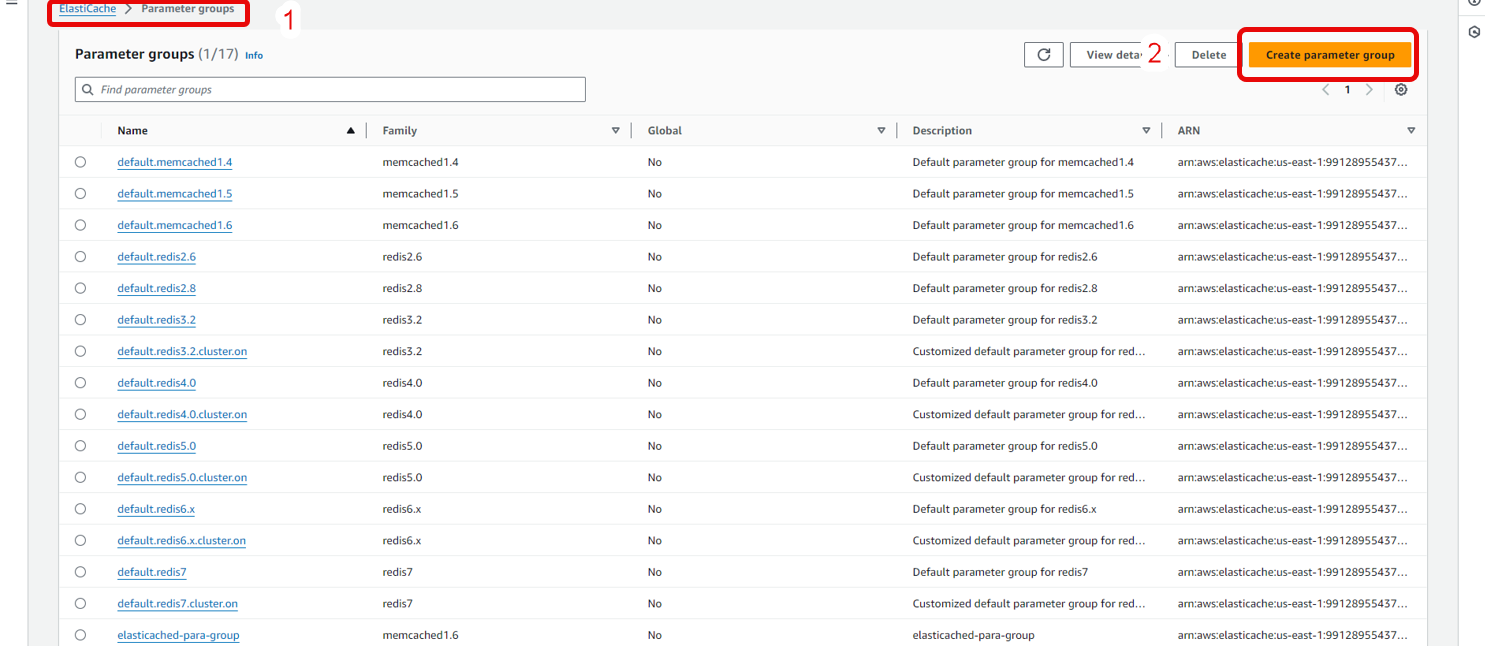 ElastiCache > Parameter groups
1
Parameter groups (1/17) Info
View deta 2 Delete Create parameter group
Find parameter groups
1
Name Family Global Description ARN
default.memcached1.4 memcached1.4 No Default parameter group for memcached1.4 arn:aws:elasticache:us-east-1:99128955437...
default.memcached1.5 memcached1.5 No Default parameter group for memcached1.5 arn:aws:elasticache:us-east-1:99128955437...
default.memcached1.6 memcached1.6 No Default parameter group for memcached1.6 arn:aws:elasticache:us-east-1:99128955437...
default.redis2.6 redis2.6 No Default parameter group for redis2.6 arn:aws:elasticache:us-east-1:99128955437...
default.redis2.8 redis2.8 No Default parameter group for redis2.8 arn:aws:elasticache:us-east-1:99128955437...
default.redis3.2 redis3.2 No Default parameter group for redis3.2 arn:aws:elasticache:us-east-1:99128955437...
default.redis3.2.cluster.on redis3.2 No Customized default parameter group for red... arn:aws:elasticache:us-east-1:99128955437...
default.redis4.0 redis4.0 No Default parameter group for redis4.0 arn:aws:elasticache:us-east-1:99128955437...
default.redis4.0.cluster.on redis4.0 No Customized default parameter group for red... arn:aws:elasticache:us-east-1:99128955437...
default.redis5.0 redis5.0 No Default parameter group for redis5.0 arn:aws:elasticache:us-east-1:99128955437...
default.redis5.0.cluster.on redis5.0 No Customized default parameter group for red... arn:aws:elasticache:us-east-1:99128955437...
default.redis6.x redis6.x No Default parameter group for redis6.x arn:aws:elasticache:us-east-1:99128955437...
default.redis6.x.cluster.on redis6.x No Customized default parameter group for red... arn:aws:elasticache:us-east-1:99128955437...
default.redis7 redis7 No Default parameter group for redis7 arn:aws:elasticache:us-east-1:99128955437...
default.redis7.cluster.on redis7 No Customized default parameter group for red... arn:aws:elasticache:us-east-1:99128955437...
elasticached-para-group memcached1.6 No elasticached-para-group arn:aws:elasticache:us-east-1:99128955437...